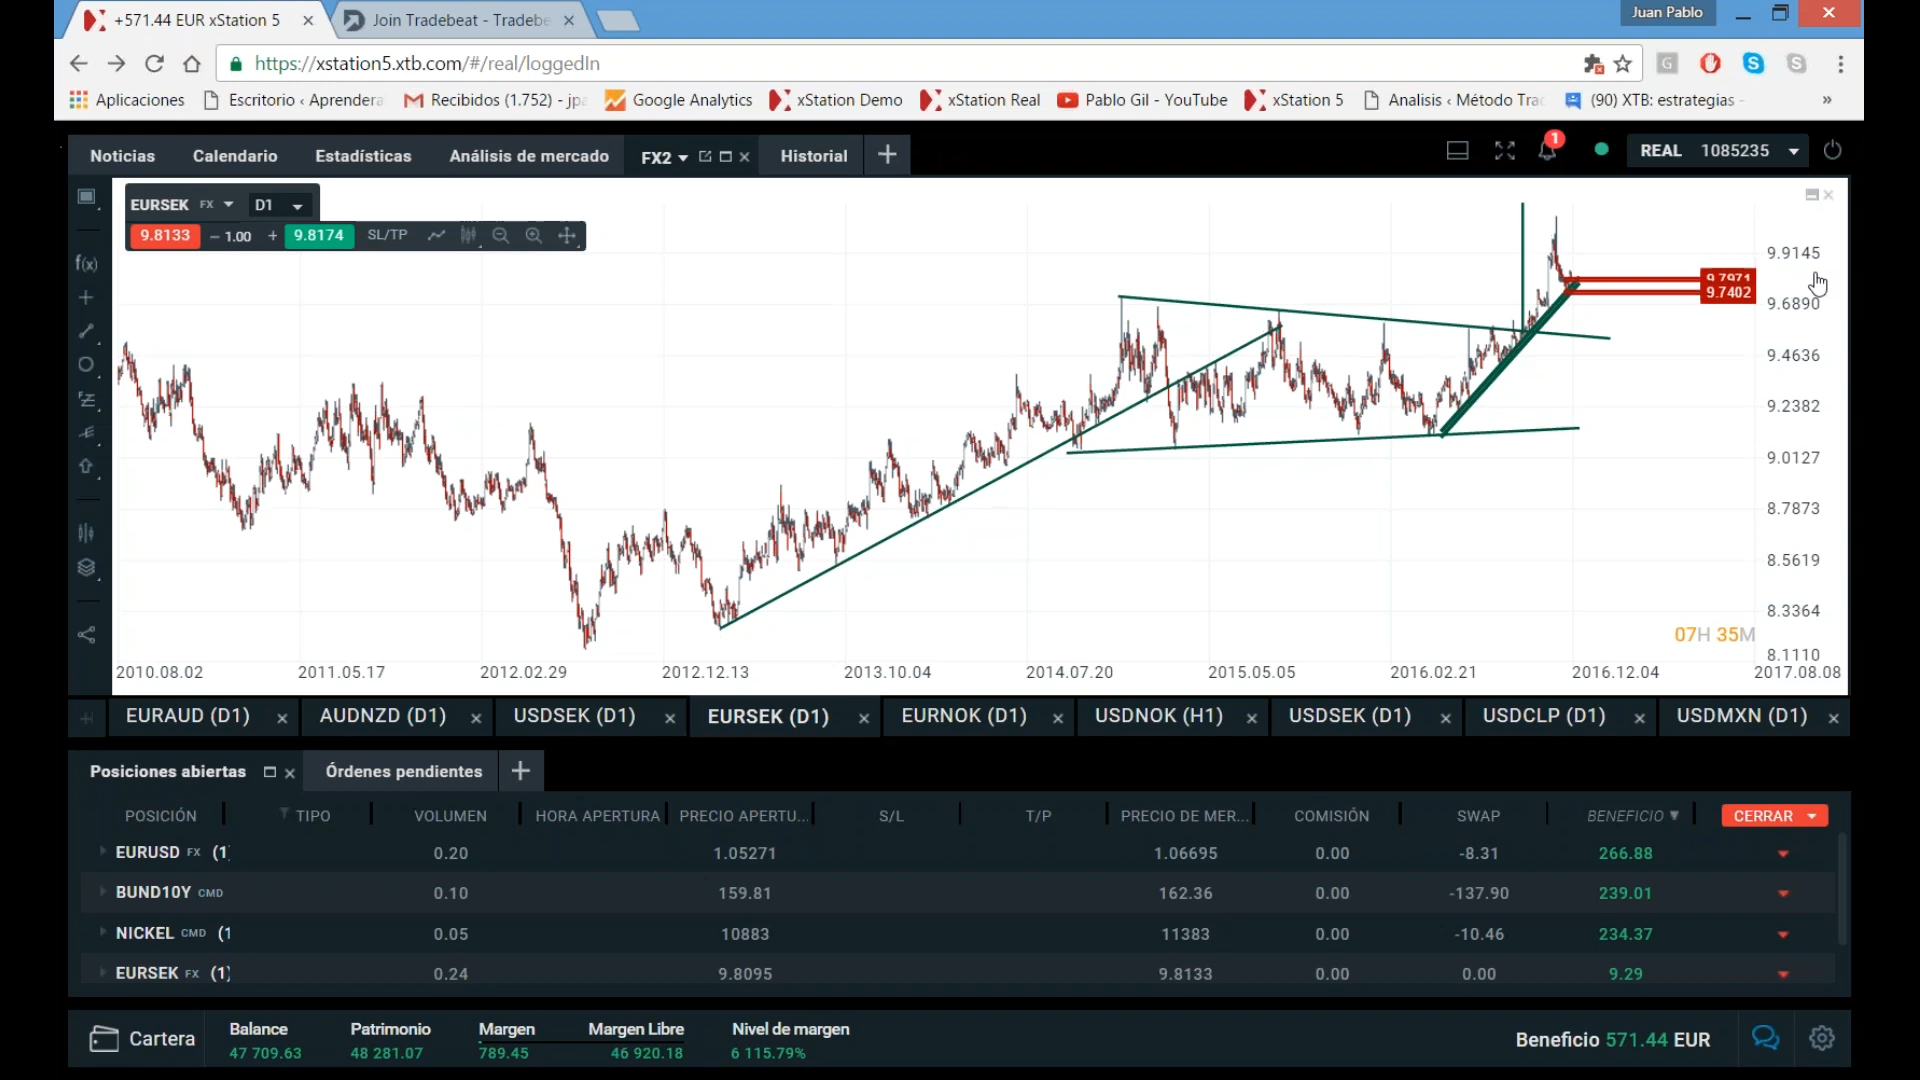 +571.44 EUR xStation 5
Join Tradebeat - Tradebe
Juan Pablo
https://xstation5.xtb.com/#/real/loggedIn
Aplicaciones
Escritorio ‹ Aprendera
Recibidos (1.752) - jpa
Google Analytics
xStation Demo
xStation Real
Pablo Gil - YouTube
xStation 5
Analisis ‹ Método Trad
(90) XTB: estrategias -
»
Noticias
Calendario
Estadísticas
Análisis de mercado
FX2
Historial
1
REAL 1085235
EURSEK FX
D1
9.8133
1.00
9.8174
SL/TP
f(x)
9.9145
9.7971
9.7402
9.6890
9.4636
9.2382
9.0127
8.7873
8.5619
8.3364
07H 35M
8.1110
2010.08.02 2011.05.17 2012.02.29 2012.12.13 2013.10.04 2014.07.20 2015.05.05 2016.02.21 2016.12.04 2017.08.08
EURAUD (D1) AUDNZD (D1) USDSEK (D1) EURSEK (D1) EURNOK (D1) USDNOK (H1) USDSEK (D1) USDCLP (D1) USDMXN (D1)
Posiciones abiertas
Órdenes pendientes
POSICIÓN TIPO VOLUMEN HORA APERTURA PRECIO APERTU... S/L T/P PRECIO DE MER... COMISIÓN SWAP BENEFICIO CERRAR
EURUSD FX (1) 0.20 1.05271 1.06695 0.00 -8.31 266.88
BUND10Y CMD 0.10 159.81 162.36 0.00 -137.90 239.01
NICKEL CMD (1 0.05 10883 11383 0.00 -10.46 234.37
EURSEK FX (1) 0.24 9.8095 9.8133 0.00 0.00 9.29
Cartera
Balance Patrimonio Margen Margen Libre Nivel de margen
47 709.63 48 281.07 789.45 46 920.18 6 115.79%
Beneficio 571.44 EUR